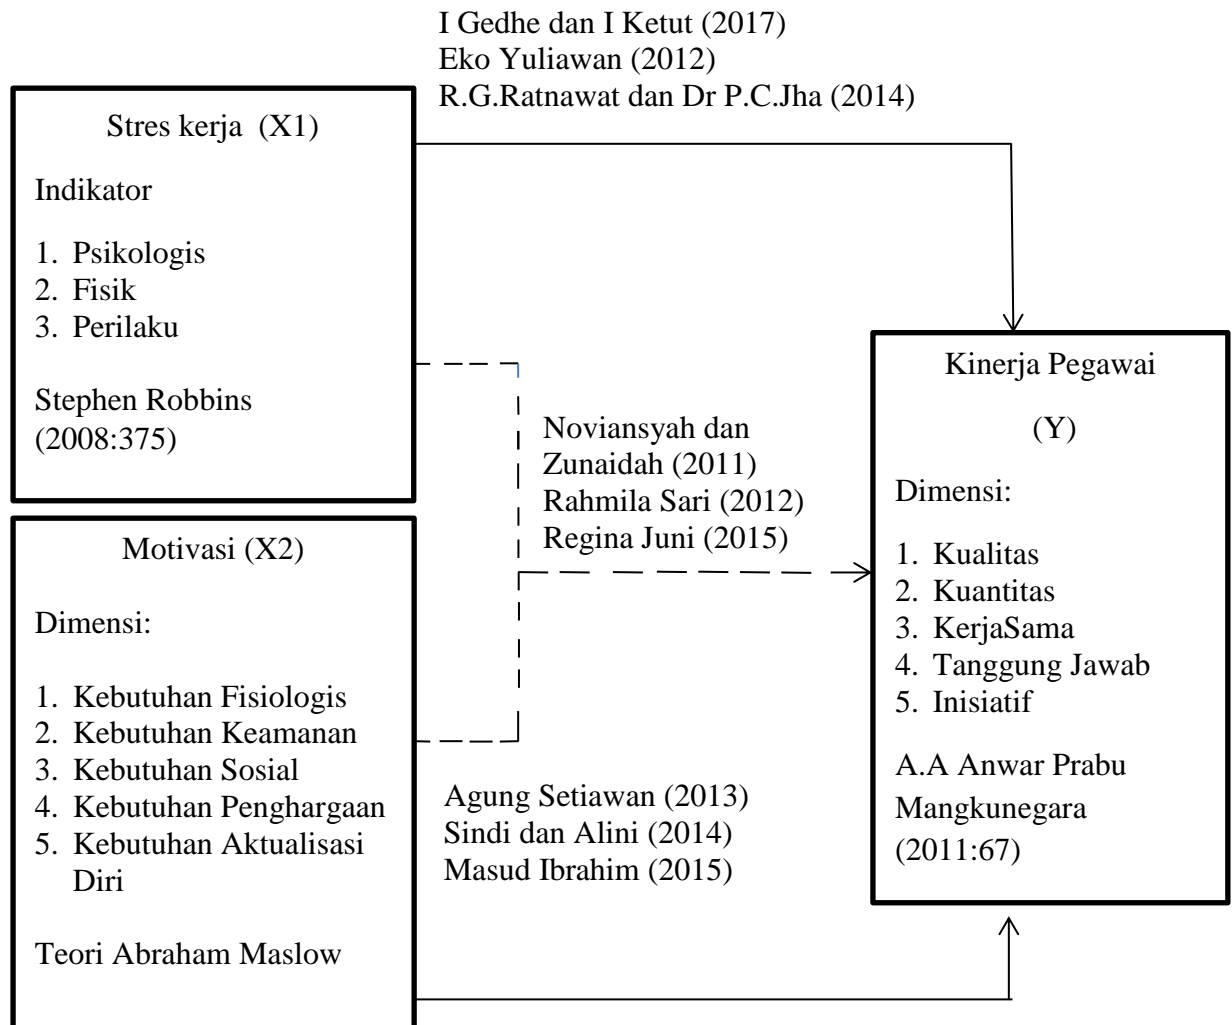 I Gedhe dan I Ketut (2017)
Eko Yuliawan (2012)
R.G.Ratnawat dan Dr P.C.Jha (2014)
Stres kerja (X1)
Indikator
1. Psikologis
2. Fisik
3. Perilaku
Stephen Robbins
(2008:375)
Noviansyah dan
Zunaidah (2011)
Rahmila Sari (2012)
Regina Juni (2015)
Motivasi (X2)
Dimensi:
1. Kebutuhan Fisiologis
2. Kebutuhan Keamanan
3. Kebutuhan Sosial
4. Kebutuhan Penghargaan
5. Kebutuhan Aktualisasi
Diri
Teori Abraham Maslow
Agung Setiawan (2013)
Sindi dan Alini (2014)
Masud Ibrahim (2015)
Kinerja Pegawai
(Y)
Dimensi:
1. Kualitas
2. Kuantitas
3. KerjaSama
4. Tanggung Jawab
5. Inisiatif
A.A Anwar Prabu
Mangkunegara
(2011:67)